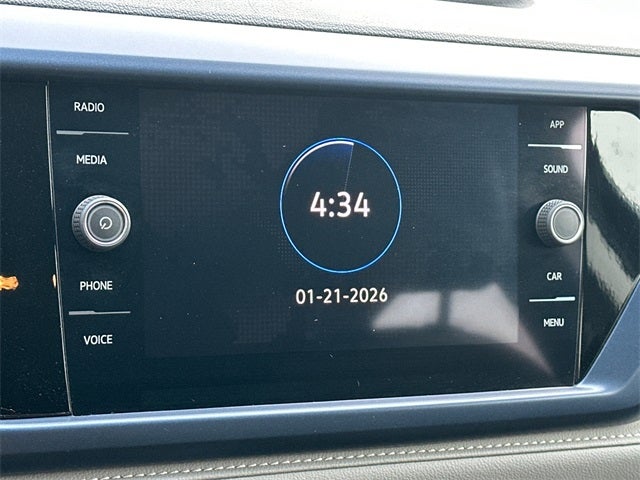 RADIO
MEDIA
PHONE
VOICE
4:34
01-21-2026
APP
SOUND
CAR
MENU